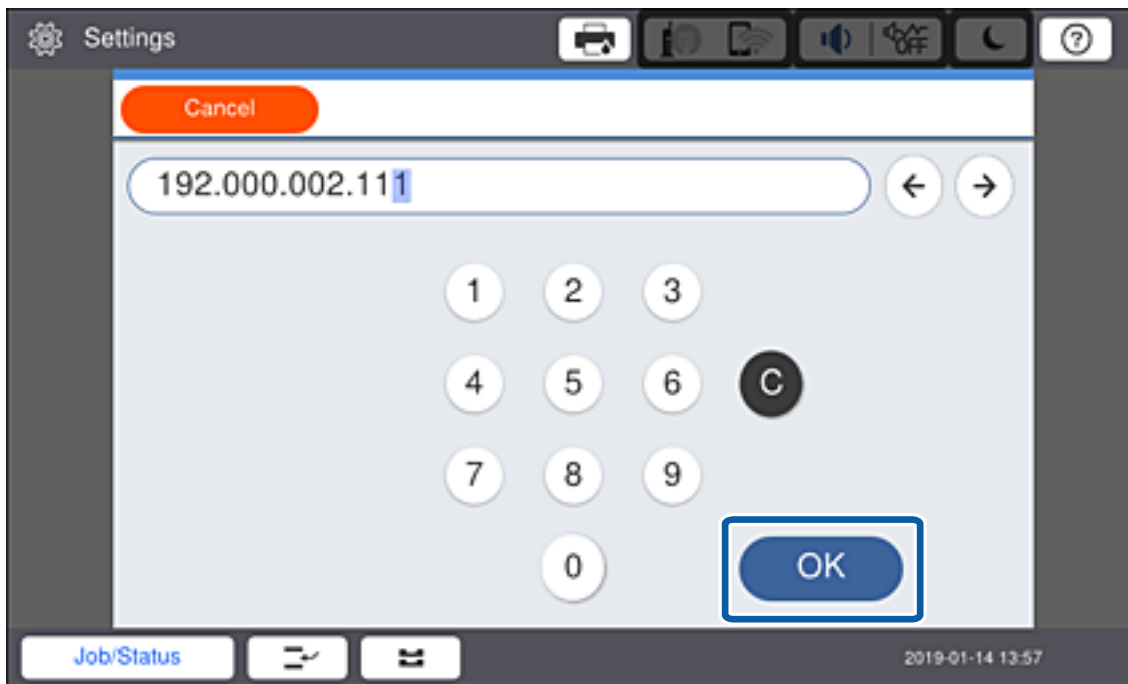 Settings
OFF
?
Cancel
192.000.002.111
1 2 3
4 5 6 C
7 8 9
0 OK
Job/Status
2019-01-14 13:57